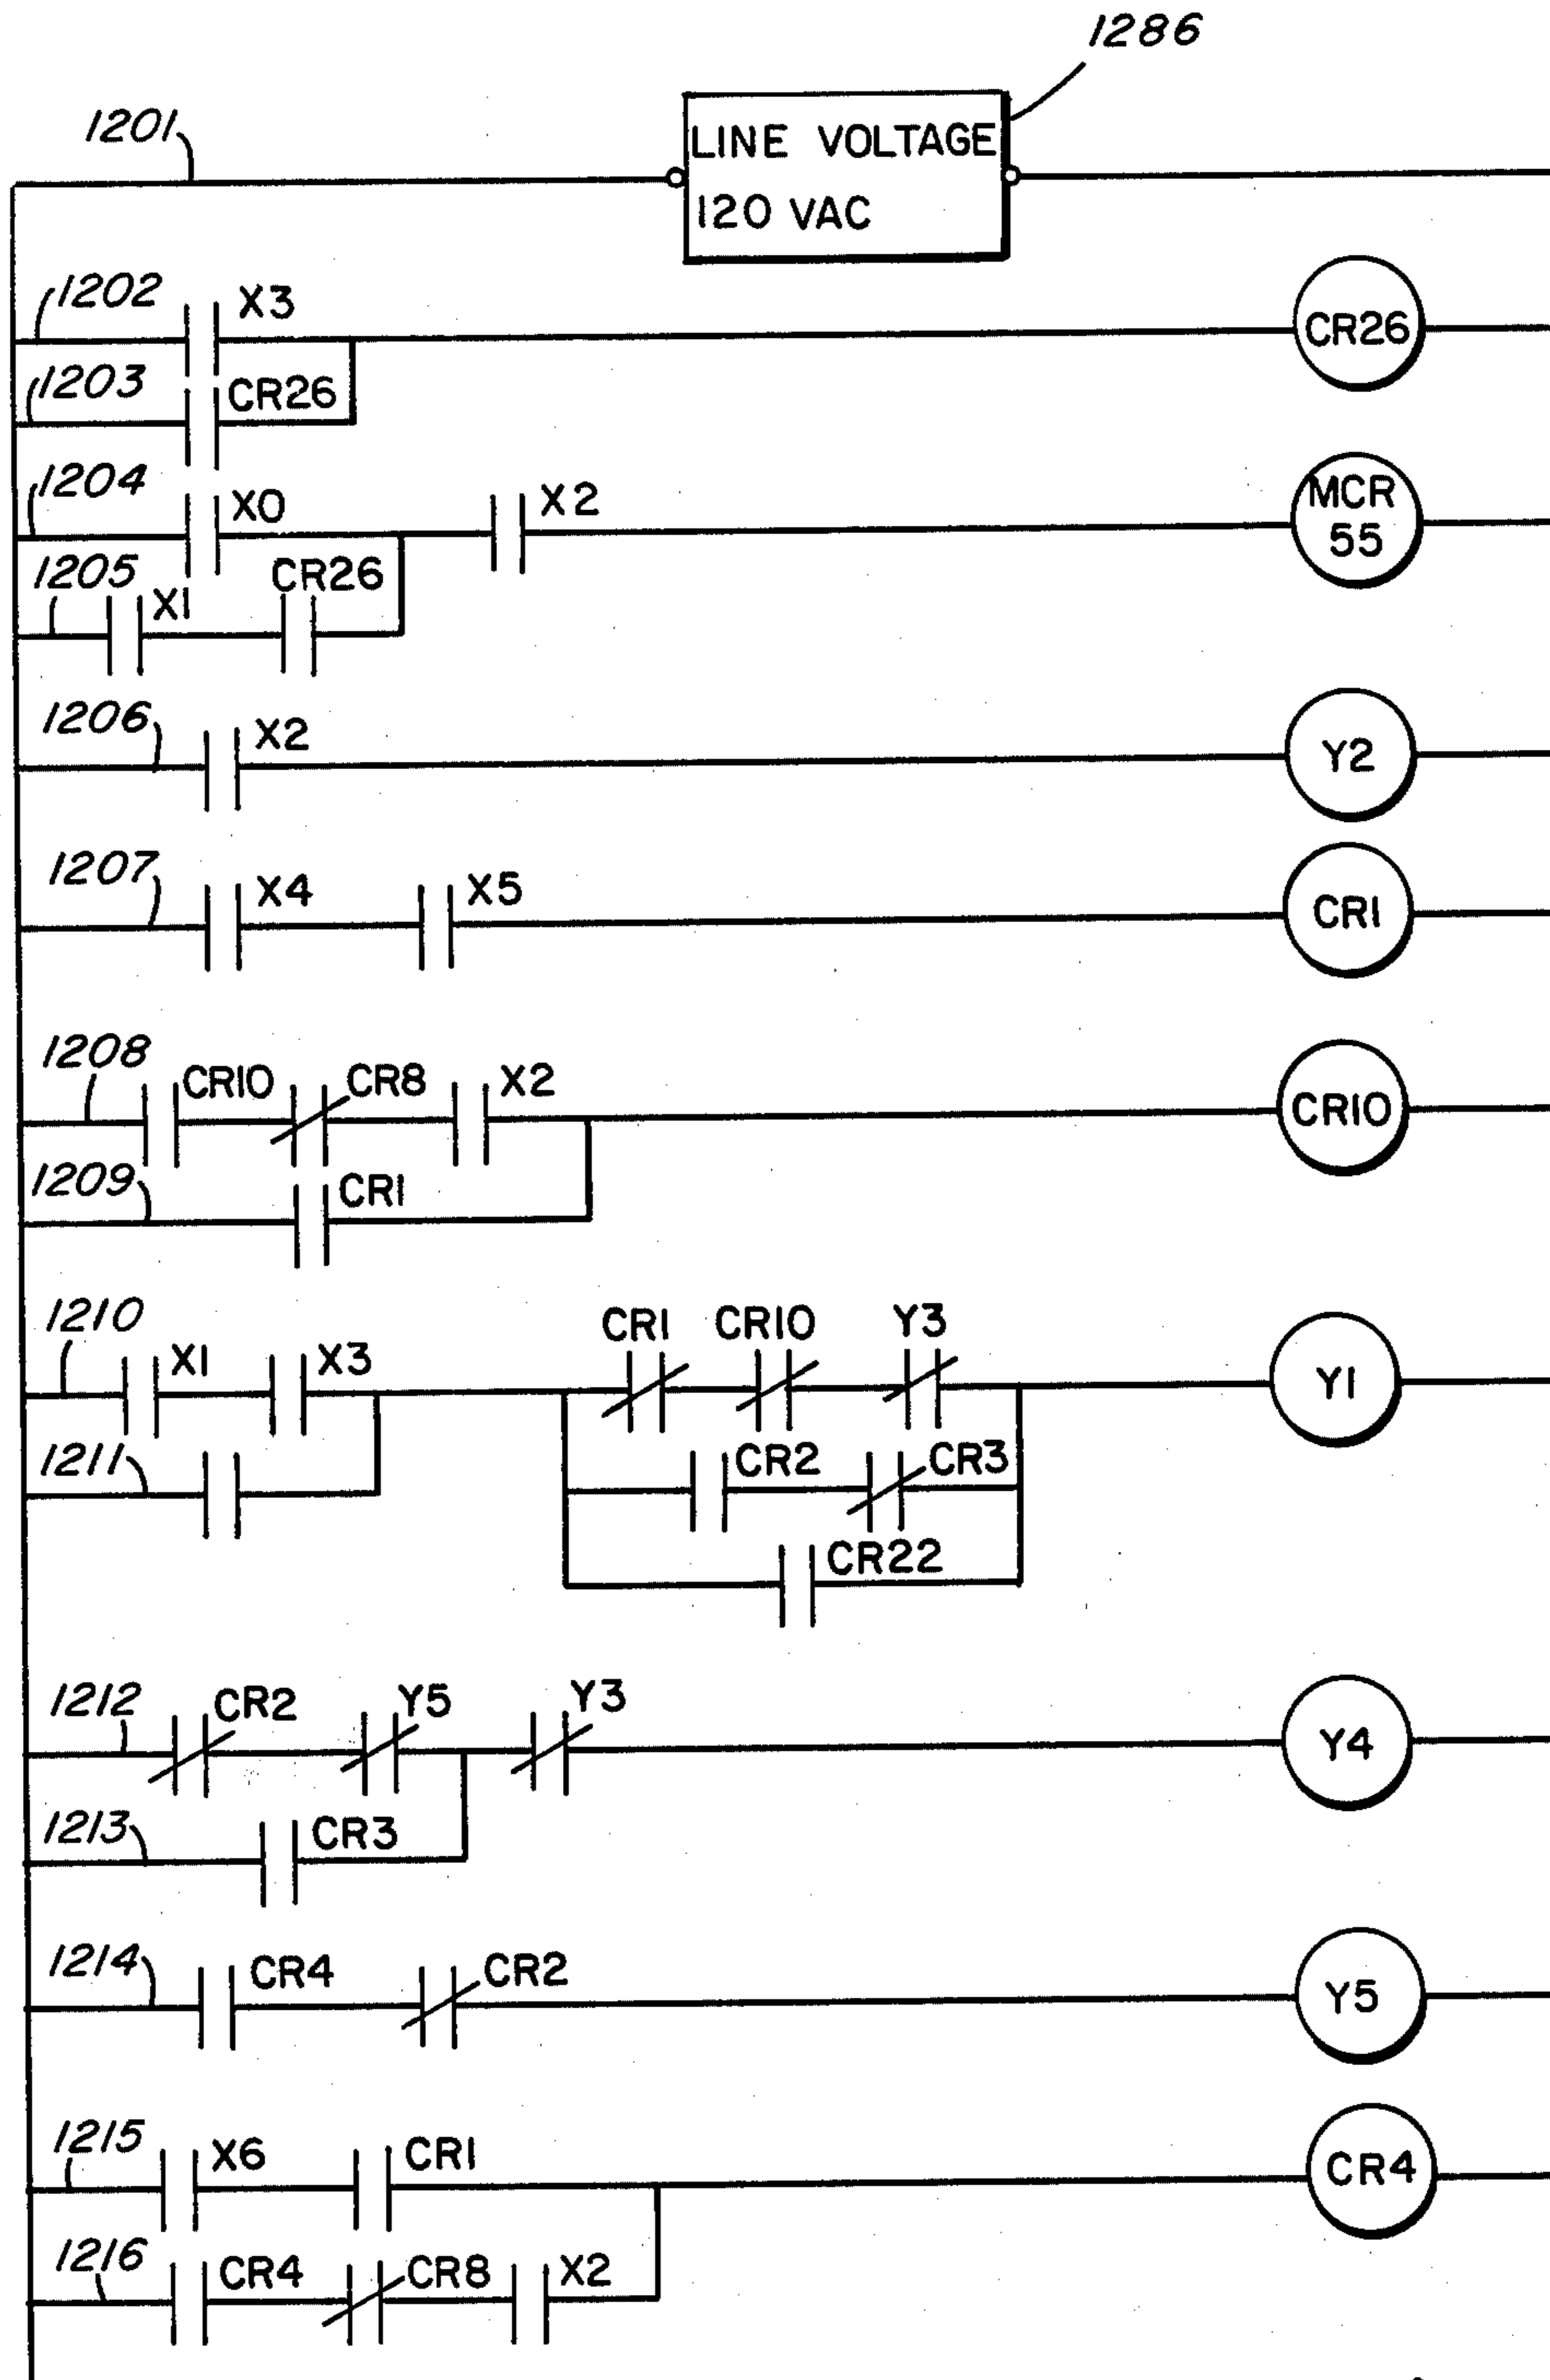 1286
1201
LINE VOLTAGE
120 VAC
1202
X3
CR26
1203
CR26
1204
X0
X2
MCR
55
1205
X1
CR26
1206
X2
Y2
1207
X4
X5
CR1
1208
CR10
CR8
X2
CR10
1209
CR1
1210
X1
X3
CR1
CR10
Y3
Y1
1211
CR2
CR3
CR22
1212
CR2
Y5
Y3
Y4
1213
CR3
1214
CR4
CR2
Y5
1215
X6
CR1
CR4
1216
CR4
CR8
X2